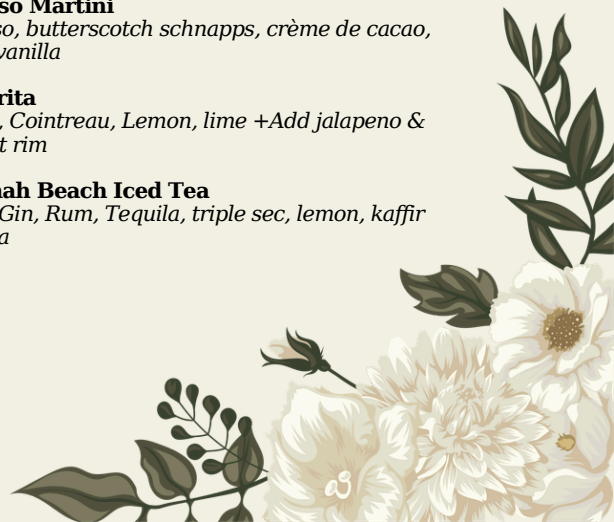 so Martini
so, butterscotch schnapps, crème de cacao,
vanilla
rita
, Cointreau, Lemon, lime +Add jalapeno &
t rim
nah Beach Iced Tea
Gin, Rum, Tequila, triple sec, lemon, kaffir
a